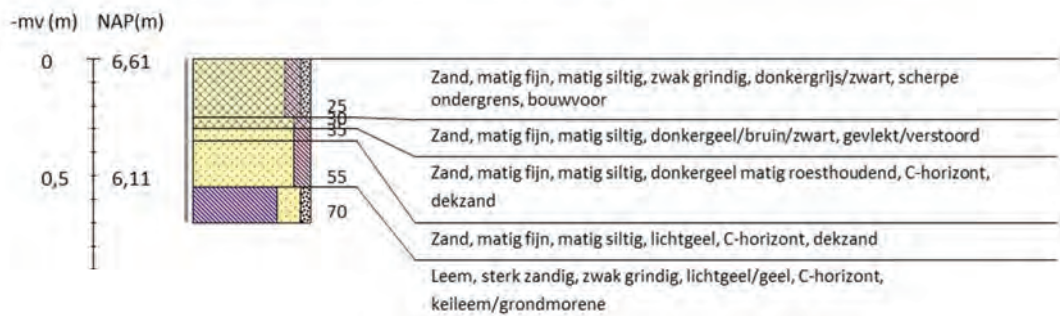 -mv (m) NAP(m)
0 6,61
Zand, matig fijn, matig siltig, zwak grindig, donkergrijs/zwart, scherpe
ondergrens, bouwvoor
25
30
Zand, matig fijn, matig siltig, donkergeel/bruin/zwart, gevlekt/verstoord
35
Zand, matig fijn, matig siltig, donkergeel matig roesthoudend, C-horizont,
dekzand
0,5 6,11
55
70
Zand, matig fijn, matig siltig, lichtgeel, C-horizont, dekzand
Leem, sterk zandig, zwak grindig, lichtgeel/geel, C-horizont,
keileem/grondmorene